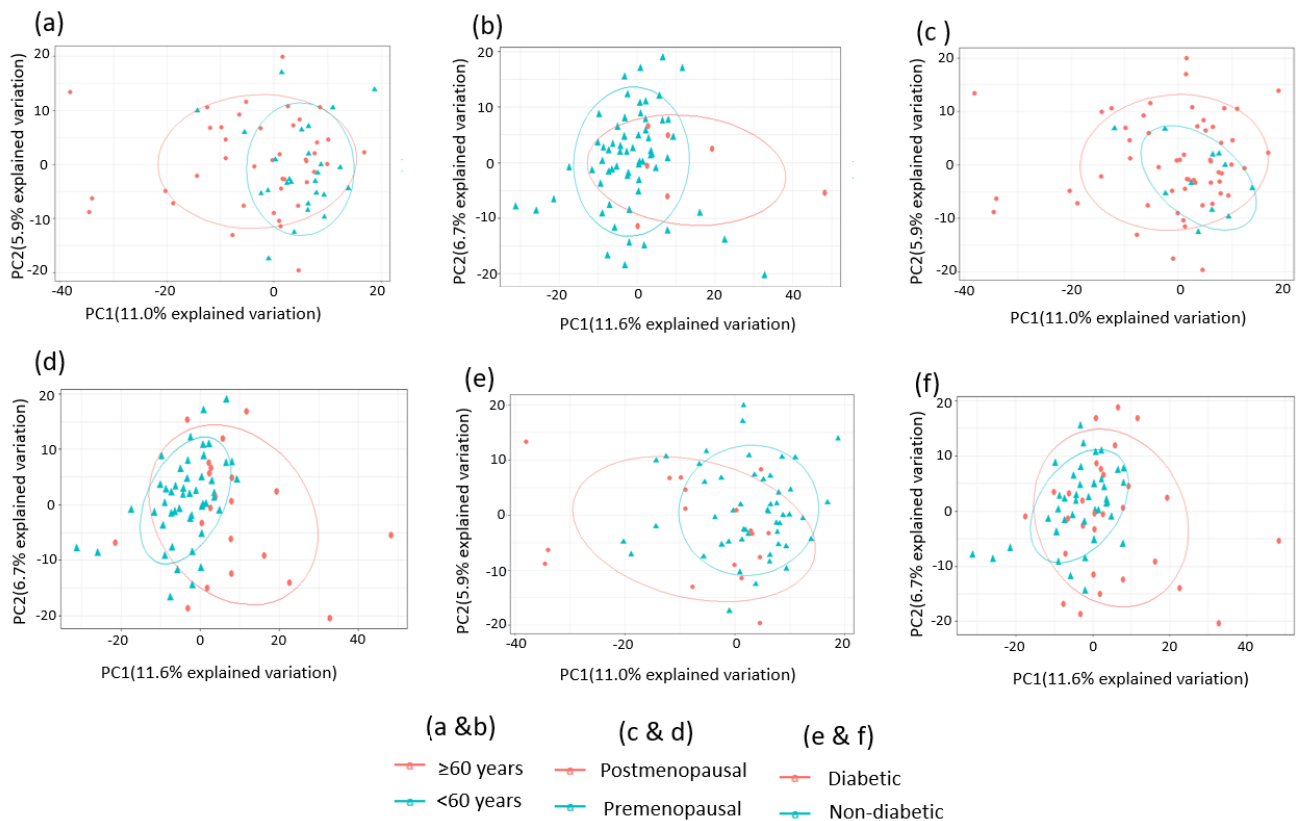 (a)
20
10
0
-10
-20
PC2(5.9% explained variation)
-40
-20
0
20
PC1(11.0% explained variation)
(b)
20
10
0
-10
-20
PC2(6.7% explained variation)
-20
0
20
40
PC1(11.6% explained variation)
(c )
20
10
0
-10
-20
PC2(5.9% explained variation)
-40
-20
0
20
PC1(11.0% explained variation)
(d)
20
10
0
-10
-20
PC2(6.7% explained variation)
-20
0
20
40
PC1(11.6% explained variation)
(e)
20
10
0
-10
-20
PC2(5.9% explained variation)
-40
-20
0
20
PC1(11.0% explained variation)
(f)
20
10
0
-10
-20
PC2(6.7% explained variation)
-20
0
20
40
60
PC1(11.6% explained variation)
(a &b)
≥60 years
<60 years
(c & d)
Postmenopausal
Premenopausal
(e & f)
Diabetic
Non-diabetic